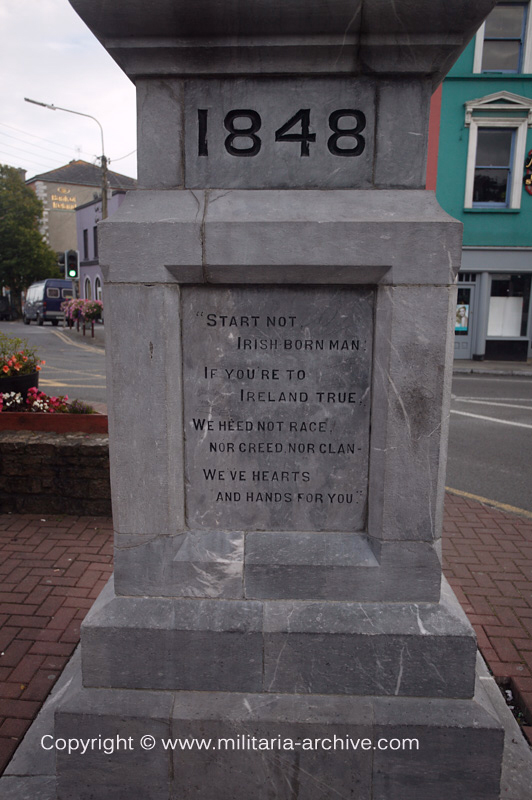 1848
"START NOT
IRISH BORN MAN!
IF YOU'RE TO
IRELAND TRUE,
WE HEED NOT RACE,
NOR CREED, NOR CLAN-
WE'VE HEARTS
AND HANDS FOR YOU"
Copyright © www.militaria-archive.com